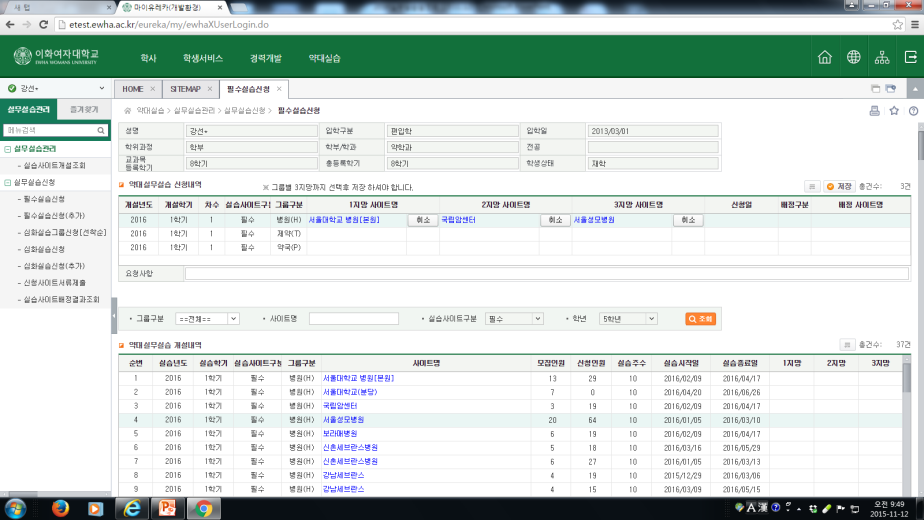 새 탭
마이유레카(개발환경)
etest.ewha.ac.kr/eureka/my/ewhaXUserLogin.do
이화여자대학교
EWHA WOMANS UNIVERSITY
학사 학생서비스 경력개발 약대실습
강선*
HOME SITEMAP 필수실습신청
실무실습관리 즐겨찾기
약대실습 > 실무실습관리 > 실무실습신청 > 필수실습신청
메뉴검색
실무실습관리
- 실습사이트개설조회
실무실습신청
- 필수실습신청
- 필수실습신청(추가)
- 심화실습그룹신청[선착순]
- 심화실습신청
- 심화실습신청(추가)
- 신청사이트서류제출
- 실습사이트배정결과조회
성명 강선* 입학구분 편입학 입학일 2013/03/01
학위과정 학부 학부/학과 약학과 전공
교과목 등록학기 8학기 총등록학기 8학기 학생상태 재학
약대실무실습 신청내역 ※ 그룹별 3지망까지 선택후 저장 하셔야 합니다. 저장 총건수: 3건
개설년도 개설학기 차수 실습사이트구분 그룹구분 1지망 사이트명 2지망 사이트명 3지망 사이트명 신청일 배정구분 배정 사이트명
2016 1학기 1 필수 병원(H) 서울대학교 병원[본원] 취소 국립암센터 취소 서울성모병원 취소
2016 1학기 1 필수 제약(T)
2016 1학기 1 필수 약국(P)
요청사항
• 그룹구분 ==전체== • 사이트명 • 실습사이트구분 필수 • 학년 5학년 조회
약대실무실습 개설내역 총건수: 37건
순번 실습년도 실습학기 실습사이트구분 그룹구분 사이트명 모집인원 신청인원 실습주수 실습시작일 실습종료일 1지망 2지망 3지망
1 2016 1학기 필수 병원(H) 서울대학교 병원[본원] 13 29 10 2016/02/09 2016/04/17
2 2016 1학기 필수 병원(H) 서울대학교(분당) 7 0 10 2016/04/20 2016/06/26
3 2016 1학기 필수 병원(H) 국립암센터 3 19 10 2016/02/09 2016/04/17
4 2016 1학기 필수 병원(H) 서울성모병원 20 64 10 2016/01/05 2016/03/10
5 2016 1학기 필수 병원(H) 보라매병원 6 19 10 2016/02/09 2016/04/17
6 2016 1학기 필수 병원(H) 신촌세브란스병원 5 18 10 2016/03/16 2016/05/29
7 2016 1학기 필수 병원(H) 신촌세브란스병원 6 27 10 2016/01/05 2016/03/13
8 2016 1학기 필수 병원(H) 강남세브란스 4 19 10 2015/12/29 2016/03/06
9 2016 1학기 필수 병원(H) 강남세브란스 4 15 10 2016/03/09 2016/05/15
A 漢
오전 9:49
2015-11-12